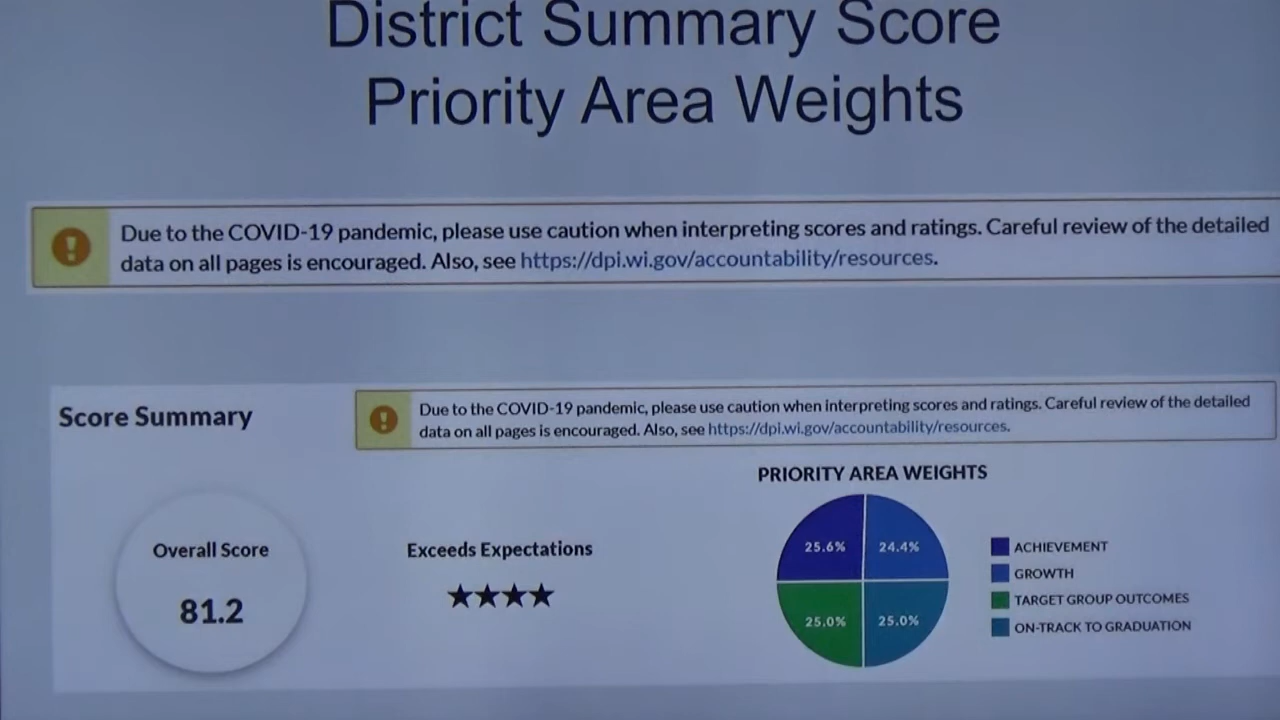 District Summary Score
Priority Area Weights
Due to the COVID-19 pandemic, please use caution when interpreting scores and ratings. Careful review of the detailed
data on all pages is encouraged. Also, see https://dpi.wi.gov/accountability/resources.
Score Summary
Due to the COVID-19 pandemic, please use caution when interpreting scores and ratings. Careful review of the detailed
data on all pages is encouraged. Also, see https://dpi.wi.gov/accountability/resources.
Overall Score
81.2
Exceeds Expectations
★★★★
PRIORITY AREA WEIGHTS
25.6%
24.4%
25.0%
25.0%
ACHIEVEMENT
GROWTH
TARGET GROUP OUTCOMES
ON-TRACK TO GRADUATION